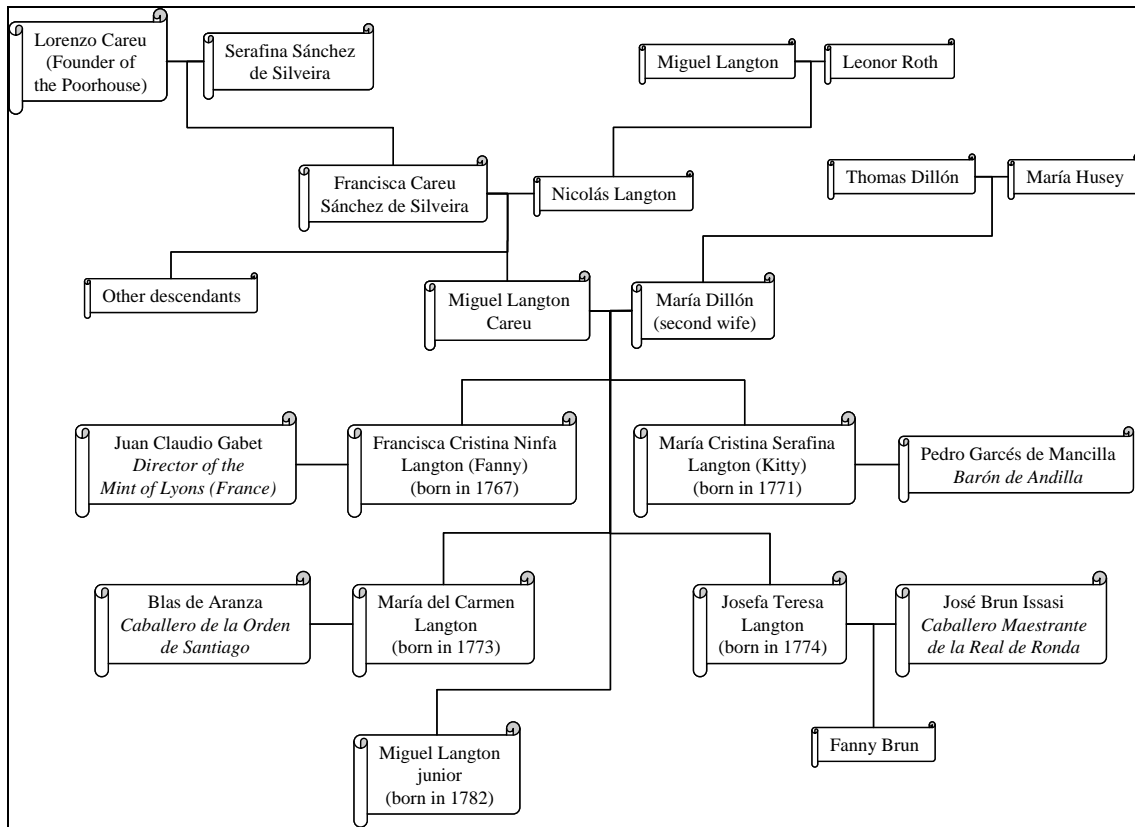 Lorenzo Careu
(Founder of
the Poorhouse)
Serafina Sánchez
de Silveira
Miguel Langton
Leonor Roth
Francisca Careu
Sánchez de Silveira
Nicolás Langton
Thomas Dillón
María Husey
Other descendants
Miguel Langton
Careu
María Dillón
(second wife)
Juan Claudio Gabet
Director of the
Mint of Lyons (France)
Francisca Cristina Ninfa
Langton (Fanny)
(born in 1767)
María Cristina Serafina
Langton (Kitty)
(born in 1771)
Pedro Garcés de Mancilla
Barón de Andilla
Blas de Aranza
Caballero de la Orden
de Santiago
María del Carmen
Langton
(born in 1773)
Josefa Teresa
Langton
(born in 1774)
José Brun Issasi
Caballero Maestrante
de la Real de Ronda
Miguel Langton
junior
(born in 1782)
Fanny Brun